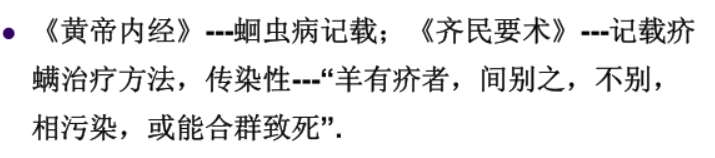 • 《黄帝内经》---蛔虫病记载；《齐民要术》---记载疥
螨治疗方法，传染性---“羊有疥者，间别之，不别，
相污染，或能合群致死”.